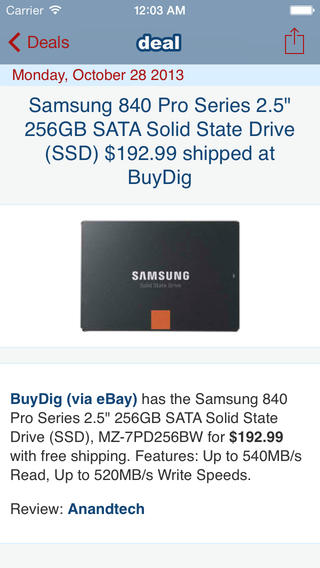 Carrier 12:03 AM
Deals deal
Monday, October 28 2013
Samsung 840 Pro Series 2.5"
256GB SATA Solid State Drive
(SSD) $192.99 shipped at
BuyDig
SAMSUNG
Solid State Drive
BuyDig (via eBay) has the Samsung 840
Pro Series 2.5" 256GB SATA Solid State
Drive (SSD), MZ-7PD256BW for $192.99
with free shipping. Features: Up to 540MB/s
Read, Up to 520MB/s Write Speeds.
Review: Anandtech